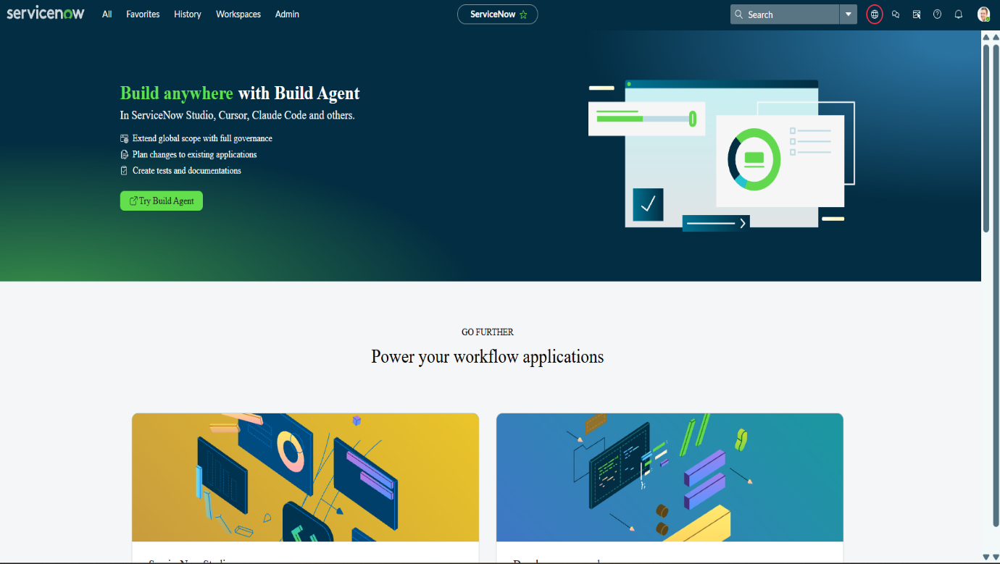 servicenow All Favorites History Workspaces Admin ServiceNow Search
Build anywhere with Build Agent
In ServiceNow Studio, Cursor, Claude Code and others.
Extend global scope with full governance
Plan changes to existing applications
Create tests and documentations
Try Build Agent
GO FURTHER
Power your workflow applications